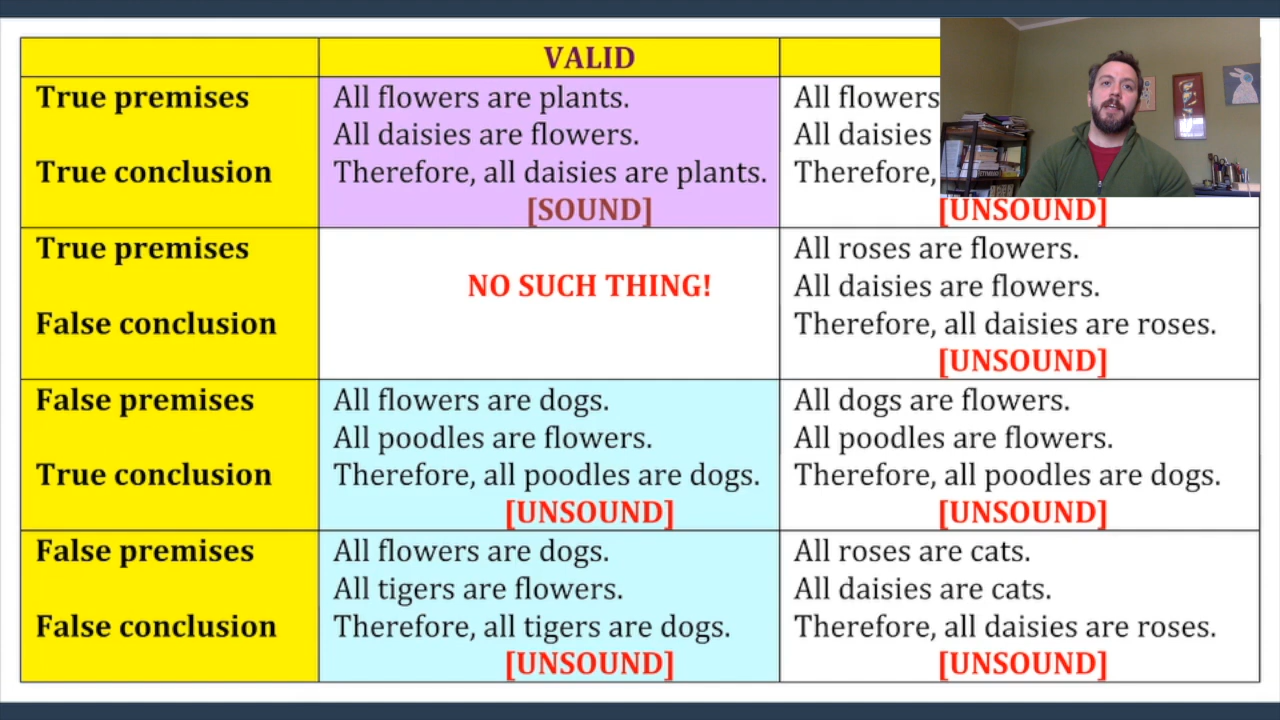 VALID
True premises
True conclusion
All flowers are plants.
All daisies are flowers.
Therefore, all daisies are plants.
[SOUND]
All flowers
All daisies
Therefore,
[UNSOUND]
True premises
False conclusion
NO SUCH THING!
All roses are flowers.
All daisies are flowers.
Therefore, all daisies are roses.
[UNSOUND]
False premises
True conclusion
All flowers are dogs.
All poodles are flowers.
Therefore, all poodles are dogs.
[UNSOUND]
All dogs are flowers.
All poodles are flowers.
Therefore, all poodles are dogs.
[UNSOUND]
False premises
False conclusion
All flowers are dogs.
All tigers are flowers.
Therefore, all tigers are dogs.
[UNSOUND]
All roses are cats.
All daisies are cats.
Therefore, all daisies are roses.
[UNSOUND]